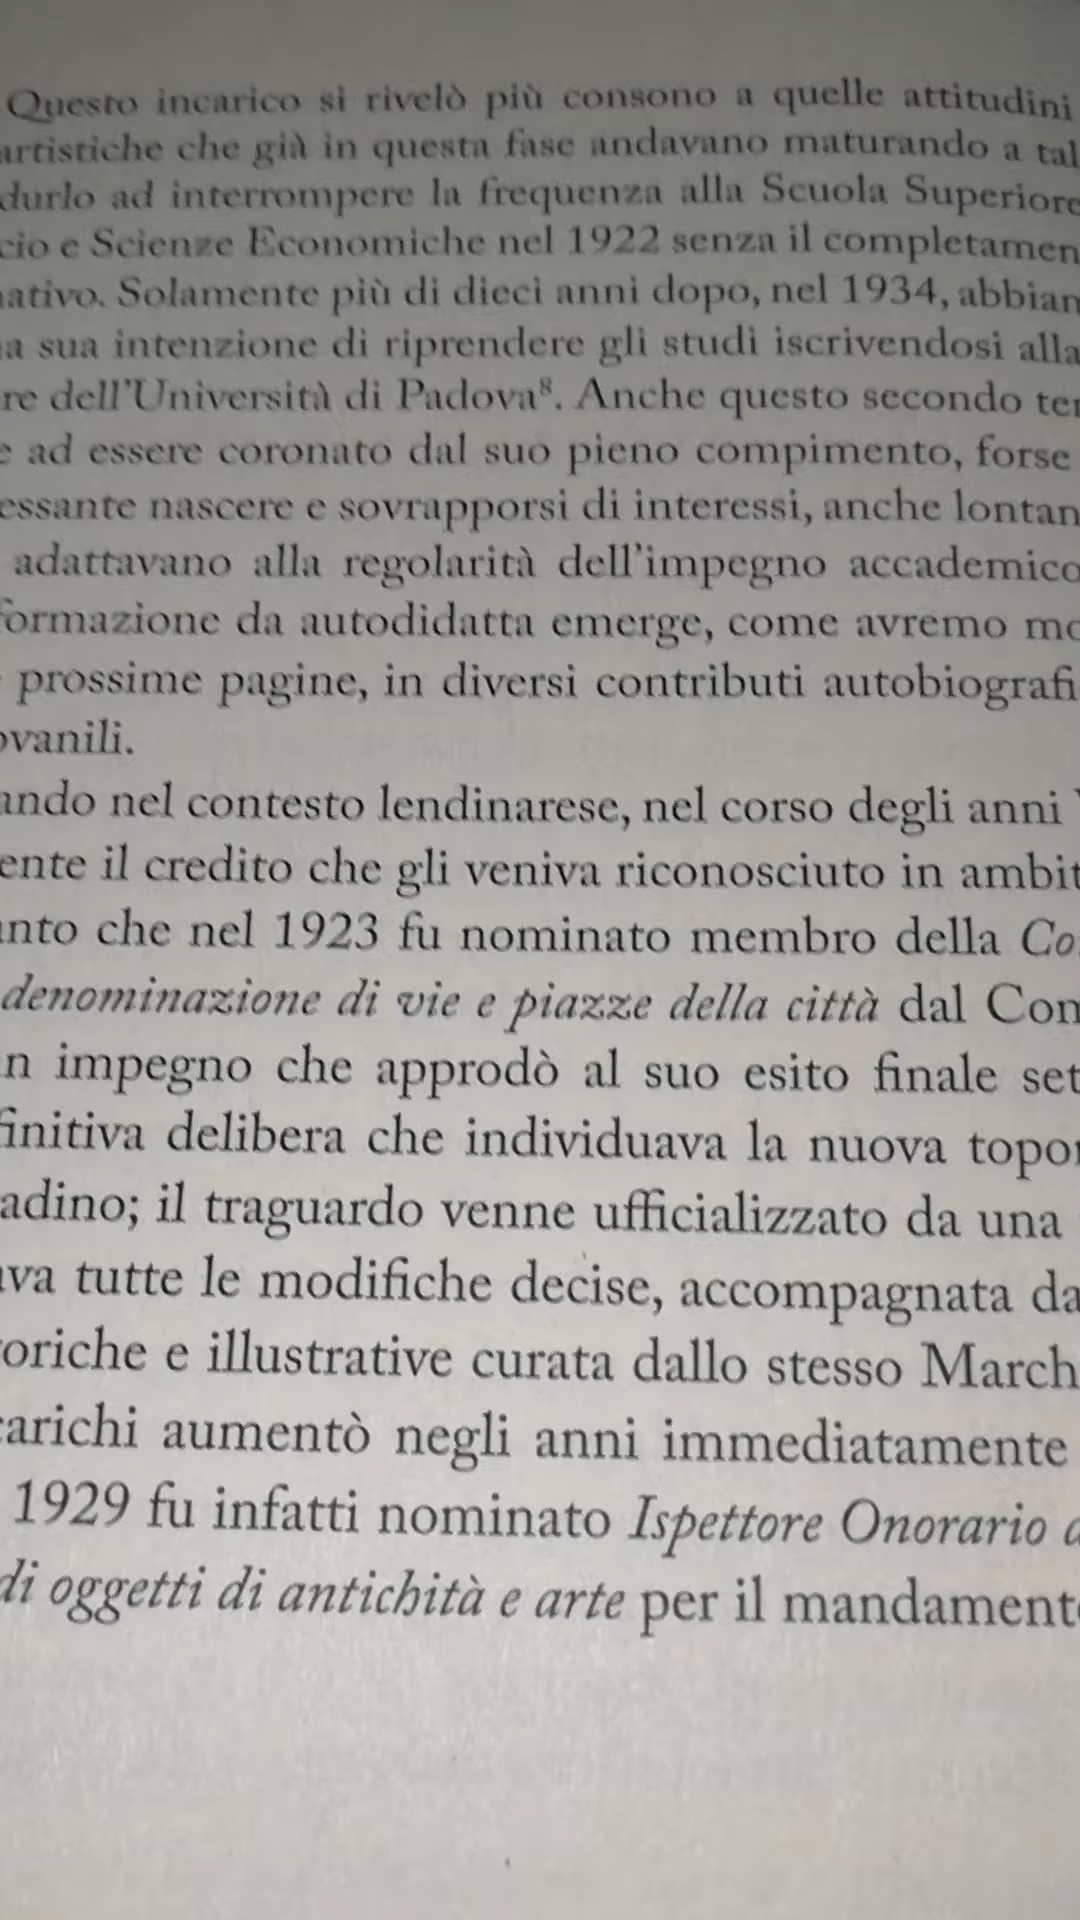 Questo incarico si rivelò più consono a quelle attitudini
artistiche che già in questa fase andavano maturando a tal
durlo ad interrompere la frequenza alla Scuola Superiore
cio e Scienze Economiche nel 1922 senza il completamen
ativo. Solamente più di dieci anni dopo, nel 1934, abbian
a sua intenzione di riprendere gli studi iscrivendosi alla
re dell'Università di Padova⁸. Anche questo secondo ter
e ad essere coronato dal suo pieno compimento, forse
essante nascere e sovrapporsi di interessi, anche lontan
adattavano alla regolarità dell'impegno accademico
formazione da autodidatta emerge, come avremo mo
prossime pagine, in diversi contributi autobiografi
ovanili.
ando nel contesto lendinarese, nel corso degli anni
ente il credito che gli veniva riconosciuto in ambit
anto che nel 1923 fu nominato membro della Co
denominazione di vie e piazze della città dal Con
n impegno che approdò al suo esito finale set
finitiva delibera che individuava la nuova topo
adino; il traguardo venne ufficializzato da una
ava tutte le modifiche decise, accompagnata da
oriche e illustrative curata dallo stesso March
carichi aumentò negli anni immediatamente
1929 fu infatti nominato Ispettore Onorario
di oggetti di antichità e arte per il mandament